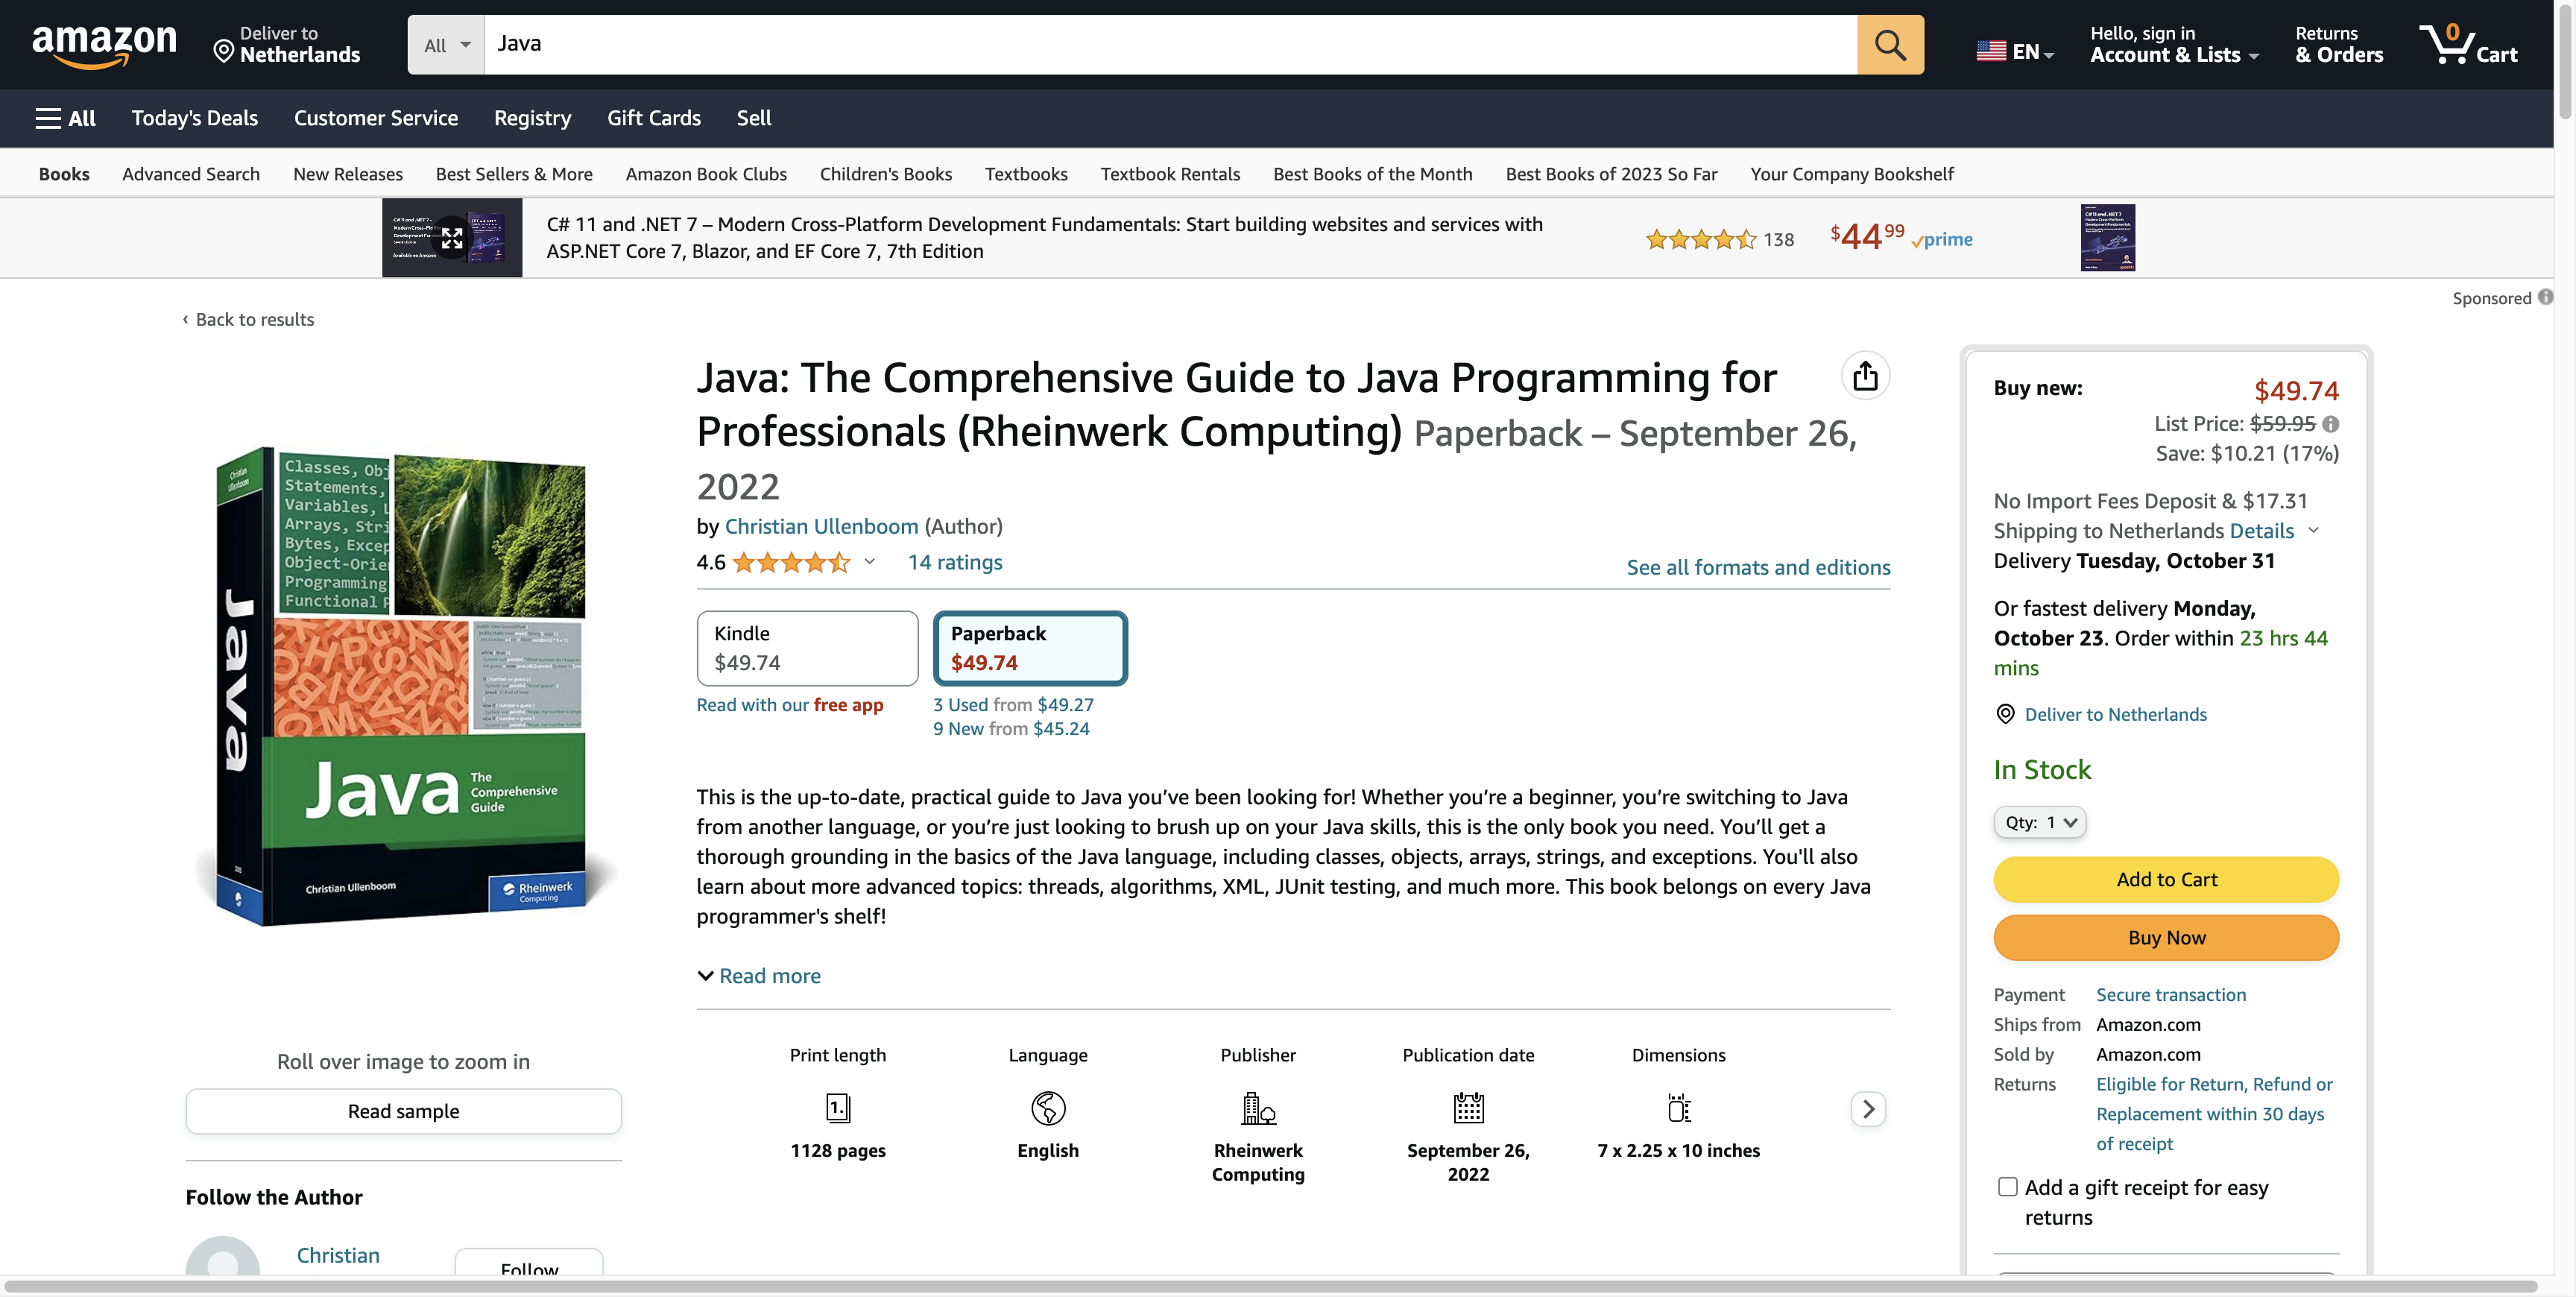 amazon
Deliver to
Netherlands
All
Java
EN
Hello, sign in
Account & Lists
Returns
& Orders
0
Cart
All
Today's Deals
Customer Service
Registry
Gift Cards
Sell
Books
Advanced Search
New Releases
Best Sellers & More
Amazon Book Clubs
Children's Books
Textbooks
Textbook Rentals
Best Books of the Month
Best Books of 2023 So Far
Your Company Bookshelf
C# 11 and .NET 7 – Modern Cross-Platform Development Fundamentals: Start building websites and services with
ASP.NET Core 7, Blazor, and EF Core 7, 7th Edition
138
$44 99
prime
Sponsored
‹ Back to results
Classes, Obj
Statements,
Variables, L
Arrays, Stri
Bytes, Excep
Object-Orie
Programming
Functional P
Java
Java
The
Comprehensive
Guide
Christian Ullenboom
Rheinwerk
Computing
Roll over image to zoom in
Read sample
Follow the Author
Christian
Follow
Java: The Comprehensive Guide to Java Programming for
Professionals (Rheinwerk Computing) Paperback – September 26,
2022
by Christian Ullenboom (Author)
4.6
14 ratings
See all formats and editions
Kindle
$49.74
Read with our free app
Paperback
$49.74
3 Used from $49.27
9 New from $45.24
This is the up-to-date, practical guide to Java you’ve been looking for! Whether you’re a beginner, you’re switching to Java
from another language, or you’re just looking to brush up on your Java skills, this is the only book you need. You’ll get a
thorough grounding in the basics of the Java language, including classes, objects, arrays, strings, and exceptions. You'll also
learn about more advanced topics: threads, algorithms, XML, JUnit testing, and much more. This book belongs on every Java
programmer's shelf!
Read more
Print length
1128 pages
Language
English
Publisher
Rheinwerk
Computing
Publication date
September 26,
2022
Dimensions
7 x 2.25 x 10 inches
Buy new:
$49.74
List Price: $59.95
Save: $10.21 (17%)
No Import Fees Deposit & $17.31
Shipping to Netherlands Details
Delivery Tuesday, October 31
Or fastest delivery Monday,
October 23. Order within 23 hrs 44
mins
Deliver to Netherlands
In Stock
Qty: 1
Add to Cart
Buy Now
Payment
Secure transaction
Ships from
Amazon.com
Sold by
Amazon.com
Returns
Eligible for Return, Refund or
Replacement within 30 days
of receipt
Add a gift receipt for easy
returns